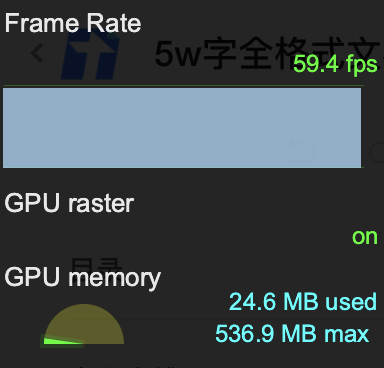 Frame Rate
5w字全格式文
59.4 fps
GPU raster
on
GPU memory
目录
24.6 MB used
536.9 MB max